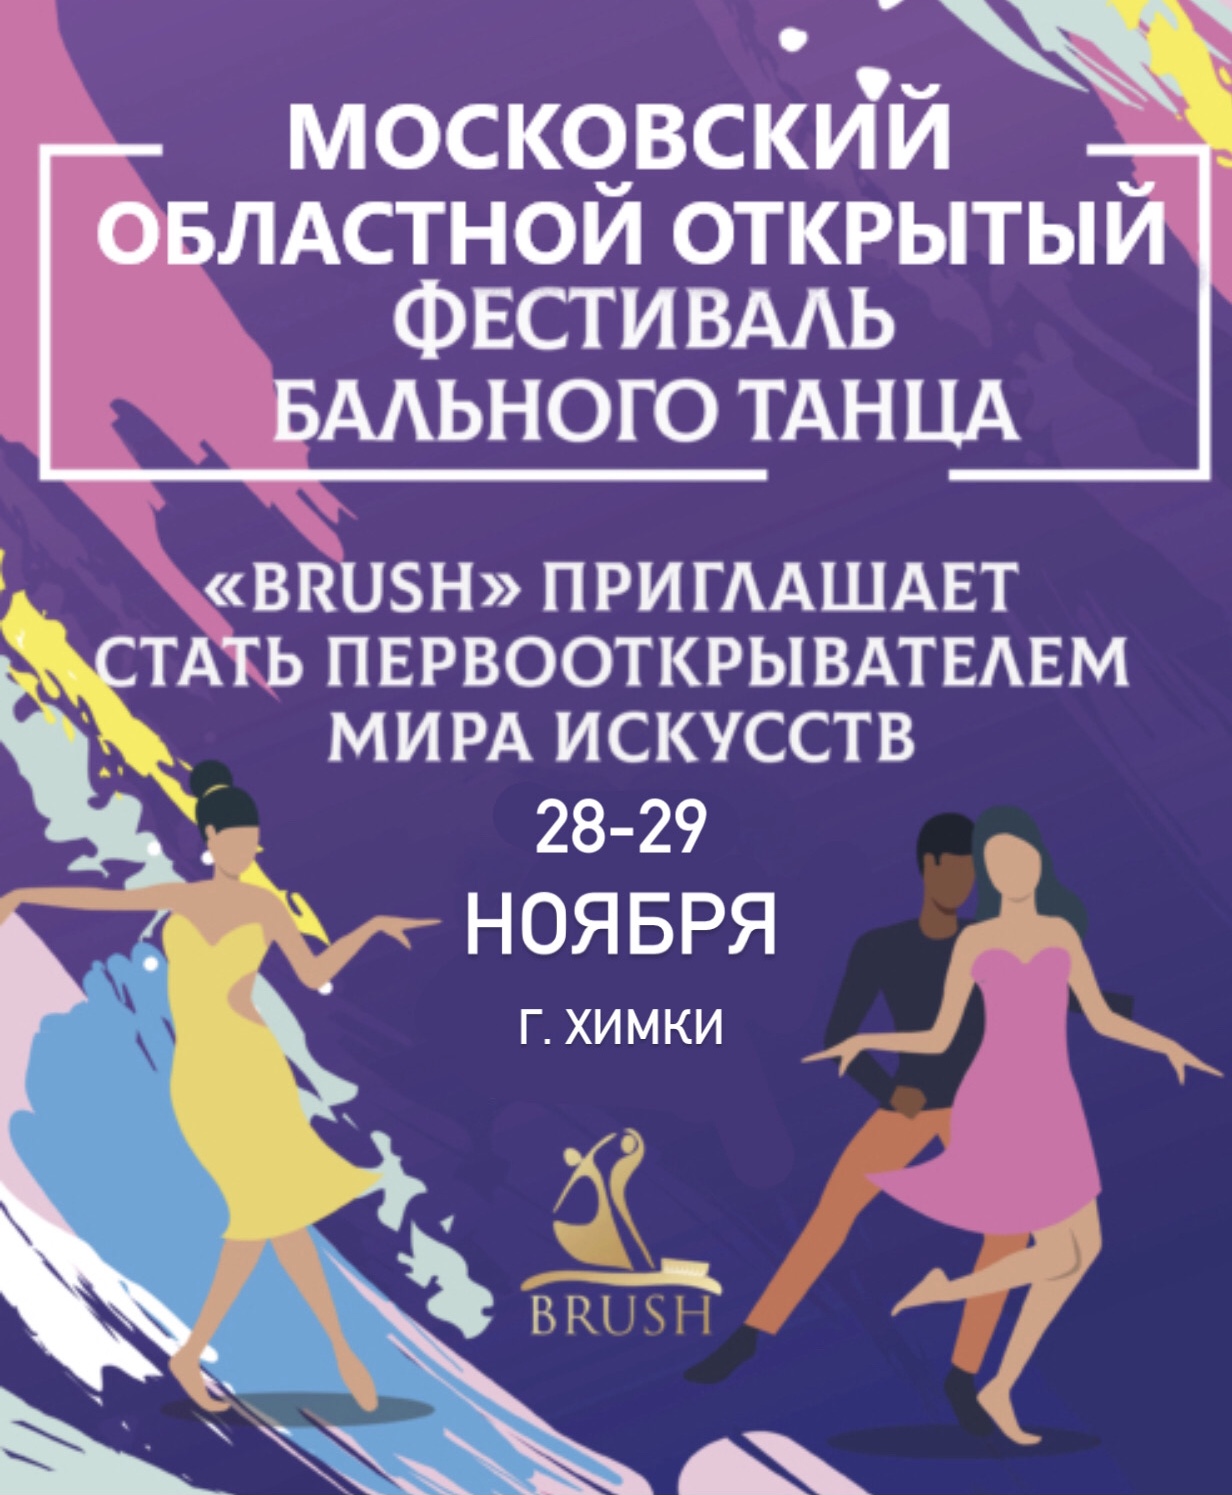 МОСКОВСКИЙ
ОБЛАСТНОЙ ОТКРЫТЫЙ
ФЕСТИВАЛЬ
БАЛЬНОГО ТАНЦА
«BRUSH» ПРИГЛАШАЕТ
СТАТЬ ПЕРВООТКРЫВАТЕЛЕМ
МИРА ИСКУССТВ
28-29
НОЯБРЯ
Г. ХИМКИ
BRUSH